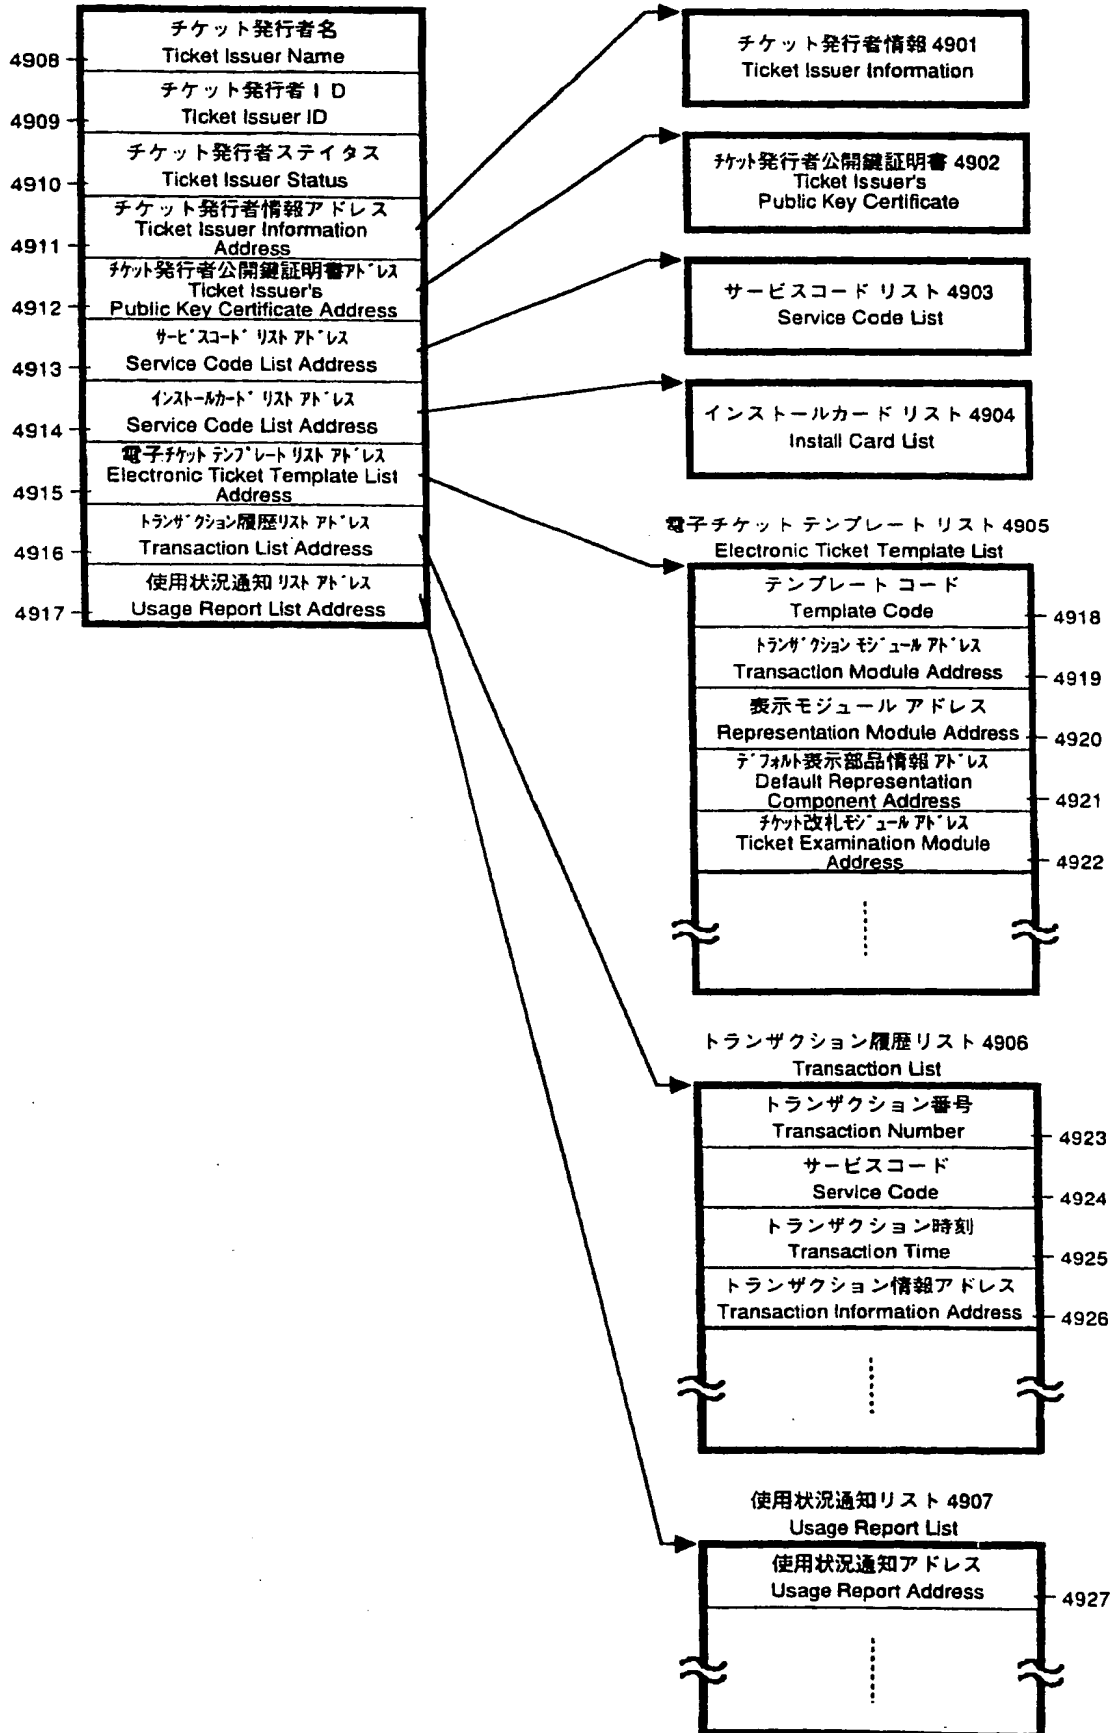 チケット発行者名
Ticket Issuer Name
4908
チケット発行者ID
Ticket Issuer ID
4909
チケット発行者ステイタス
Ticket Issuer Status
4910
チケット発行者情報アドレス
Ticket Issuer Information
Address
4911
チケット発行者公開鍵証明書アドレス
Ticket Issuer's
Public Key Certificate Address
4912
サービスコード リスト アドレス
Service Code List Address
4913
インストールカード リスト アドレス
Service Code List Address
4914
電子チケット テンプレート リスト アドレス
Electronic Ticket Template List
Address
4915
トランザクション履歴リスト アドレス
Transaction List Address
4916
使用状況通知 リスト アドレス
Usage Report List Address
4917
チケット発行者情報 4901
Ticket Issuer Information
チケット発行者公開鍵証明書 4902
Ticket Issuer's
Public Key Certificate
サービスコード リスト 4903
Service Code List
インストールカード リスト 4904
Install Card List
電子チケット テンプレート リスト 4905
Electronic Ticket Template List
テンプレート コード
Template Code
4918
トランザクション モジュール アドレス
Transaction Module Address
4919
表示モジュール アドレス
Representation Module Address
4920
デフォルト表示部品情報 アドレス
Default Representation
Component Address
4921
チケット改札モジュール アドレス
Ticket Examination Module
Address
4922
トランザクション履歴リスト 4906
Transaction List
トランザクション番号
Transaction Number
4923
サービスコード
Service Code
4924
トランザクション時刻
Transaction Time
4925
トランザクション情報アドレス
Transaction Information Address
4926
使用状況通知リスト 4907
Usage Report List
使用状況通知アドレス
Usage Report Address
4927